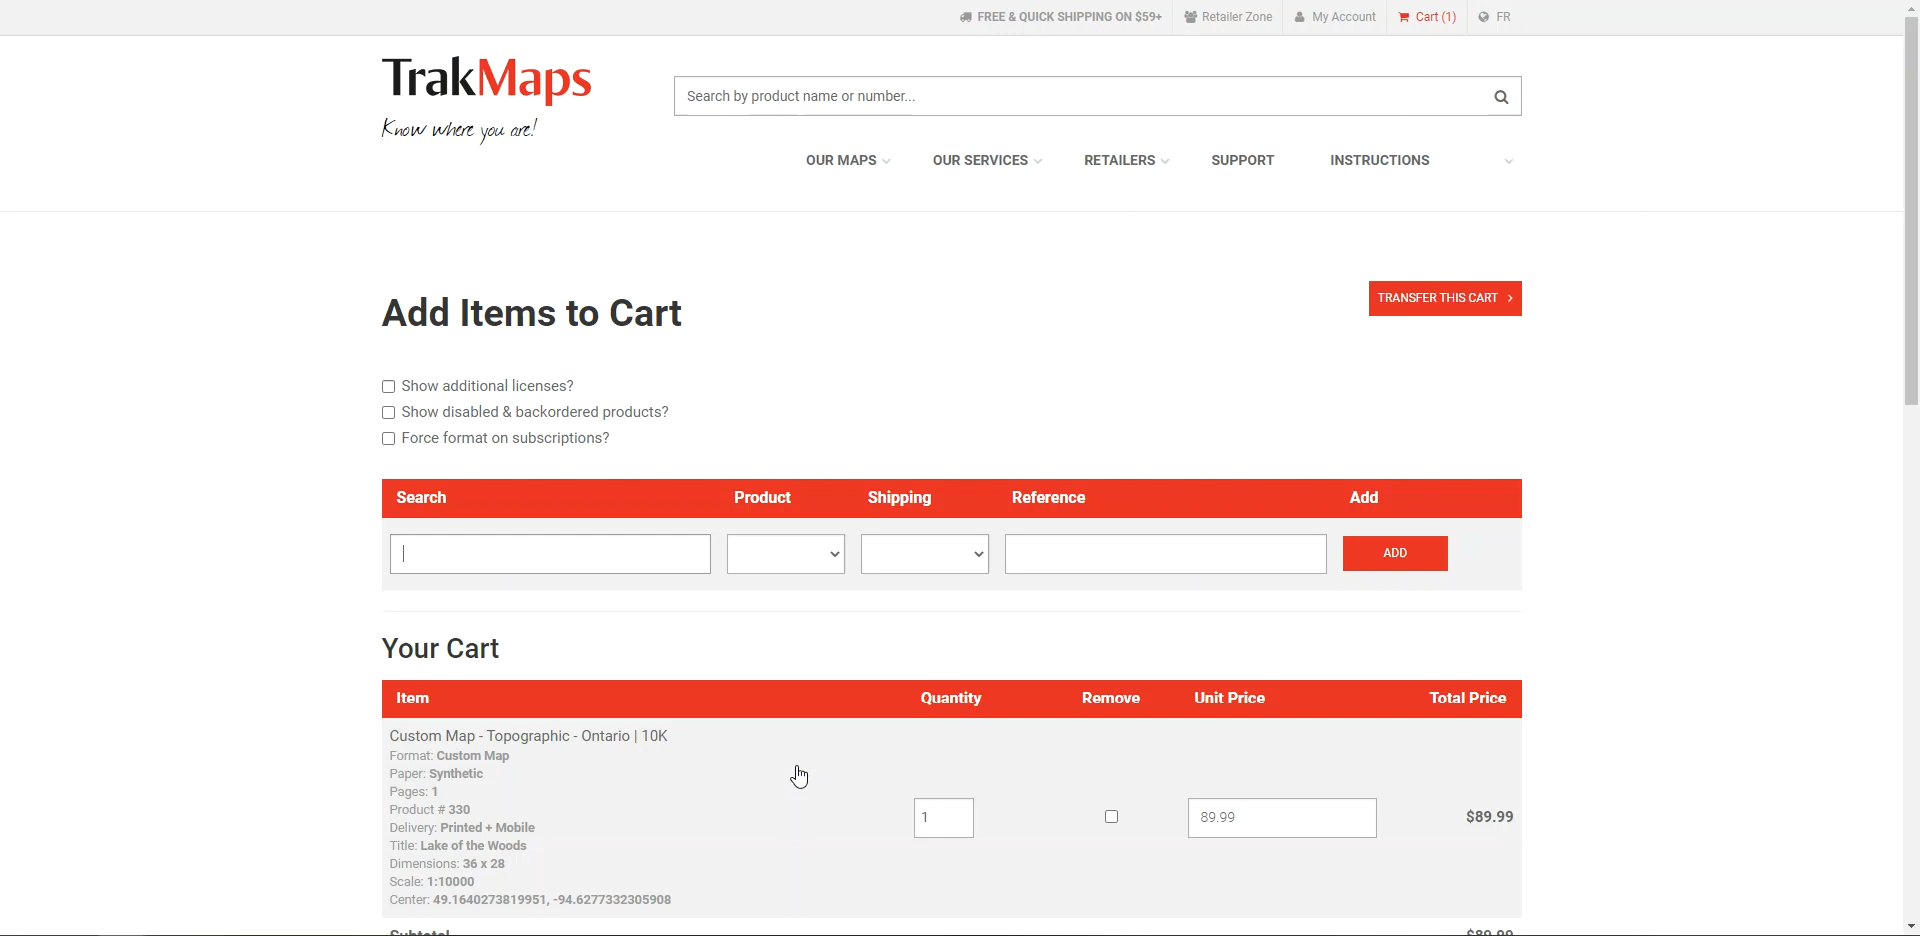 FREE & QUICK SHIPPING ON $59+ Retailer Zone My Account Cart (1) FR
TrakMaps
Know where you are!
Search by product name or number...
OUR MAPS OUR SERVICES RETAILERS SUPPORT INSTRUCTIONS
Add Items to Cart
TRANSFER THIS CART
Show additional licenses?
Show disabled & backordered products?
Force format on subscriptions?
Search Product Shipping Reference Add
ADD
Your Cart
Item Quantity Remove Unit Price Total Price
Custom Map - Topographic - Ontario | 10K
Format: Custom Map
Paper: Synthetic
Pages: 1
Product # 330
Delivery: Printed + Mobile
Title: Lake of the Woods
Dimensions: 36 x 28
Scale: 1:10000
Center: 49.1640273819951, -94.6277332305908
1 89.99 $89.99
Subtotal $89.99